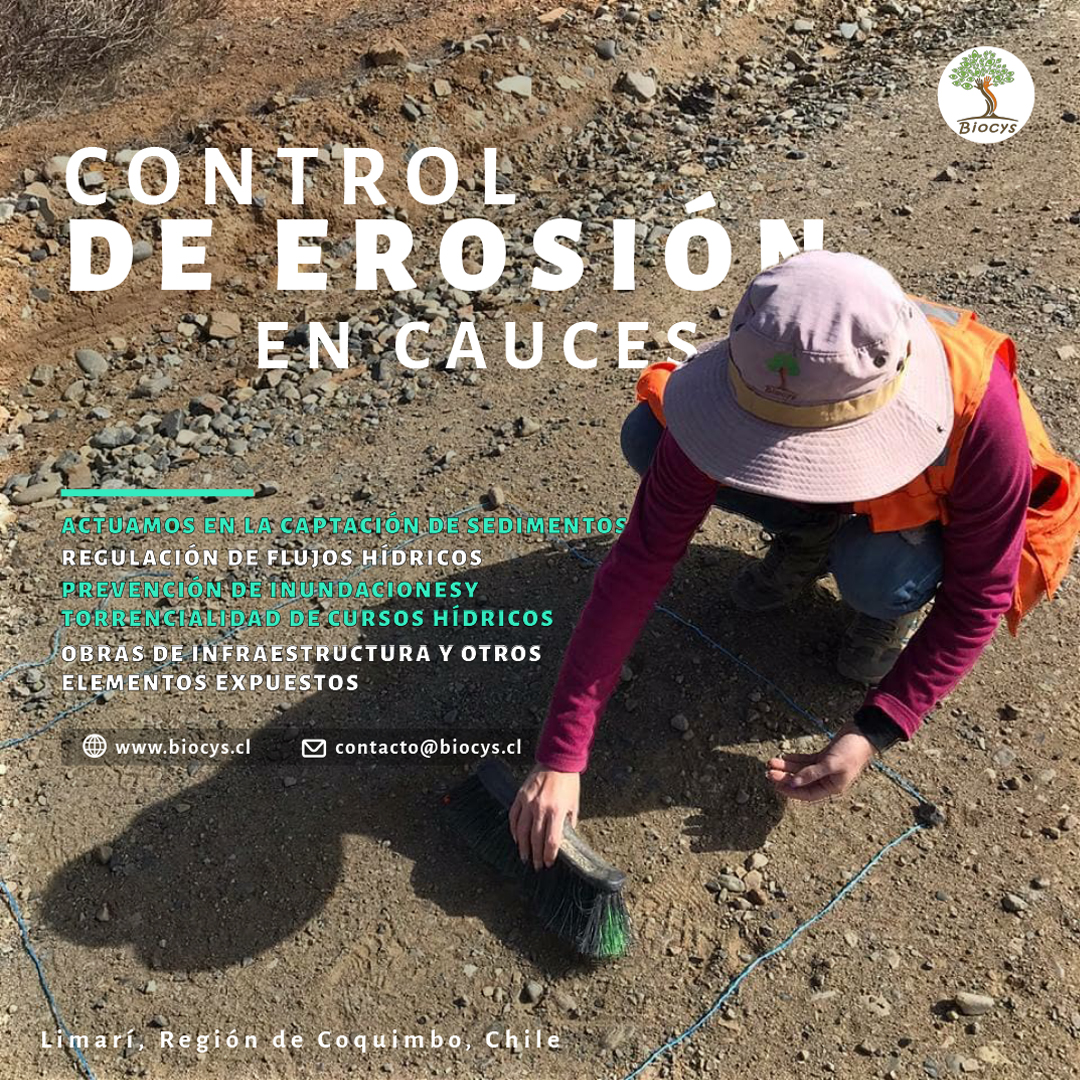 Biocys
CONTROL
DE EROSIÓN
EN CAUCES
Biocys
ACTUAMOS EN LA CAPTACIÓN DE SEDIMENTOS
REGULACIÓN DE FLUJOS HÍDRICOS
PREVENCIÓN DE INUNDACIONESY
TORRENCIALIDAD DE CURSOS HÍDRICOS
OBRAS DE INFRAESTRUCTURA Y OTROS
ELEMENTOS EXPUESTOS
www.biocys.cl contacto@biocys.cl
Limarí, Región de Coquimbo, Chile